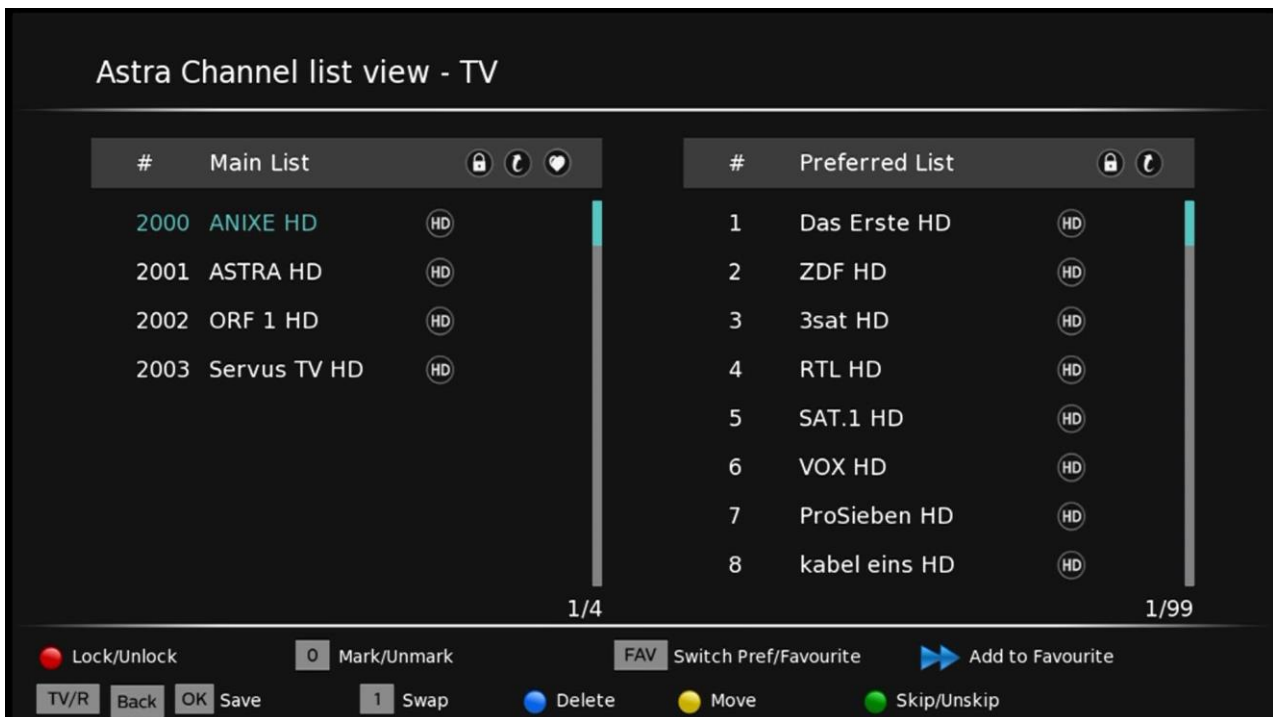 Astra Channel list view - TV
# Main List
2000 ANIXE HD HD
2001 ASTRA HD HD
2002 ORF 1 HD HD
2003 Servus TV HD HD
1/4
# Preferred List
1 Das Erste HD HD
2 ZDF HD HD
3 3sat HD HD
4 RTL HD HD
5 SAT.1 HD HD
6 VOX HD HD
7 ProSieben HD HD
8 kabel eins HD HD
1/99
Lock/Unlock 0 Mark/Unmark FAV Switch Pref/Favourite Add to Favourite
TV/R Back OK Save 1 Swap Delete Move Skip/Unskip